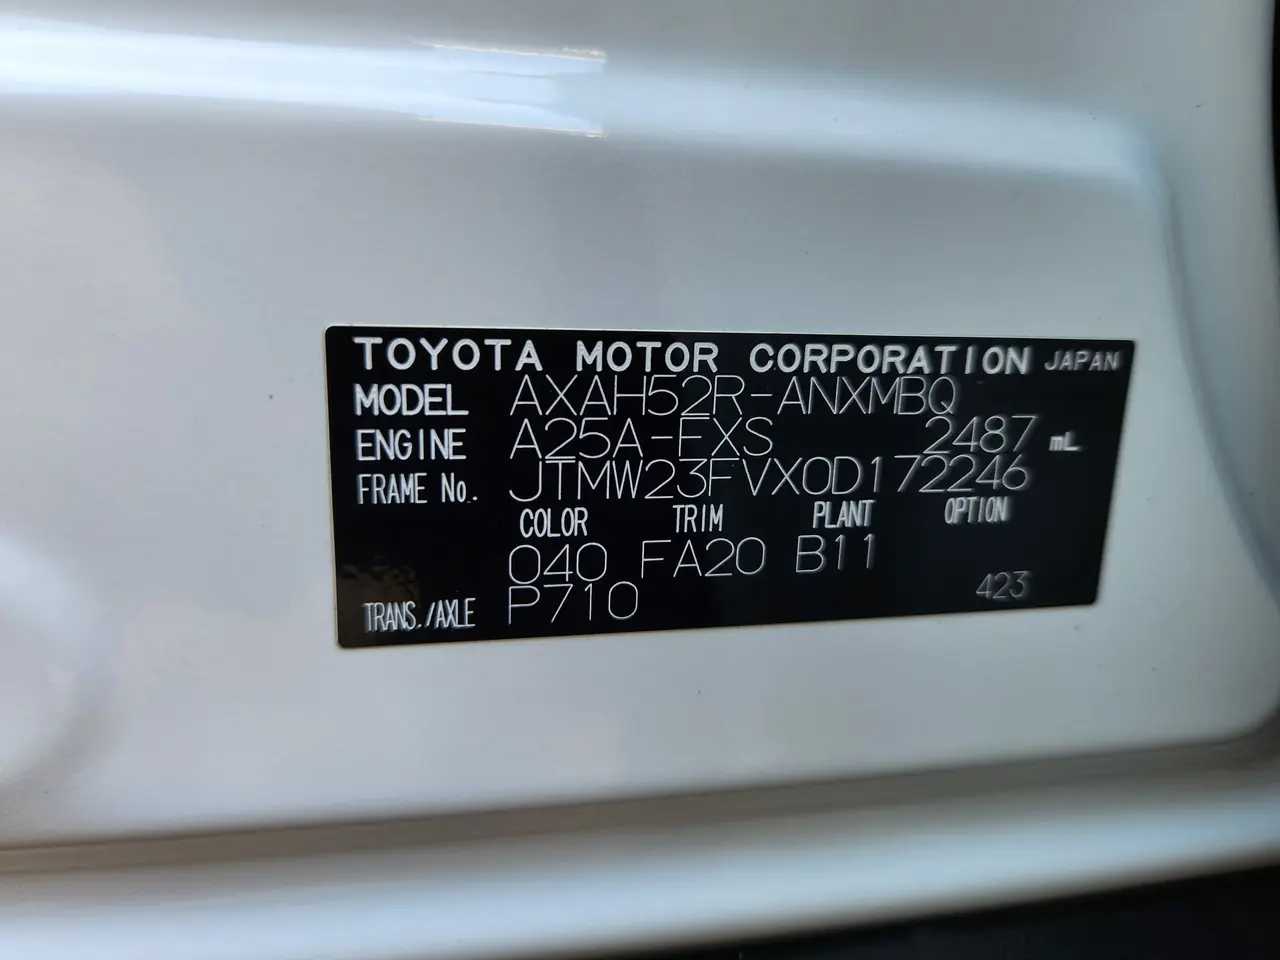 TOYOTA MOTOR CORPORATION JAPAN
MODEL AXAH52R-ANXMBQ
ENGINE A25A-FXS 2487 mL
FRAME No. JTMW23FVX0D172246
COLOR TRIM PLANT OPTION
040 FA20 B11
TRANS./AXLE P710 423